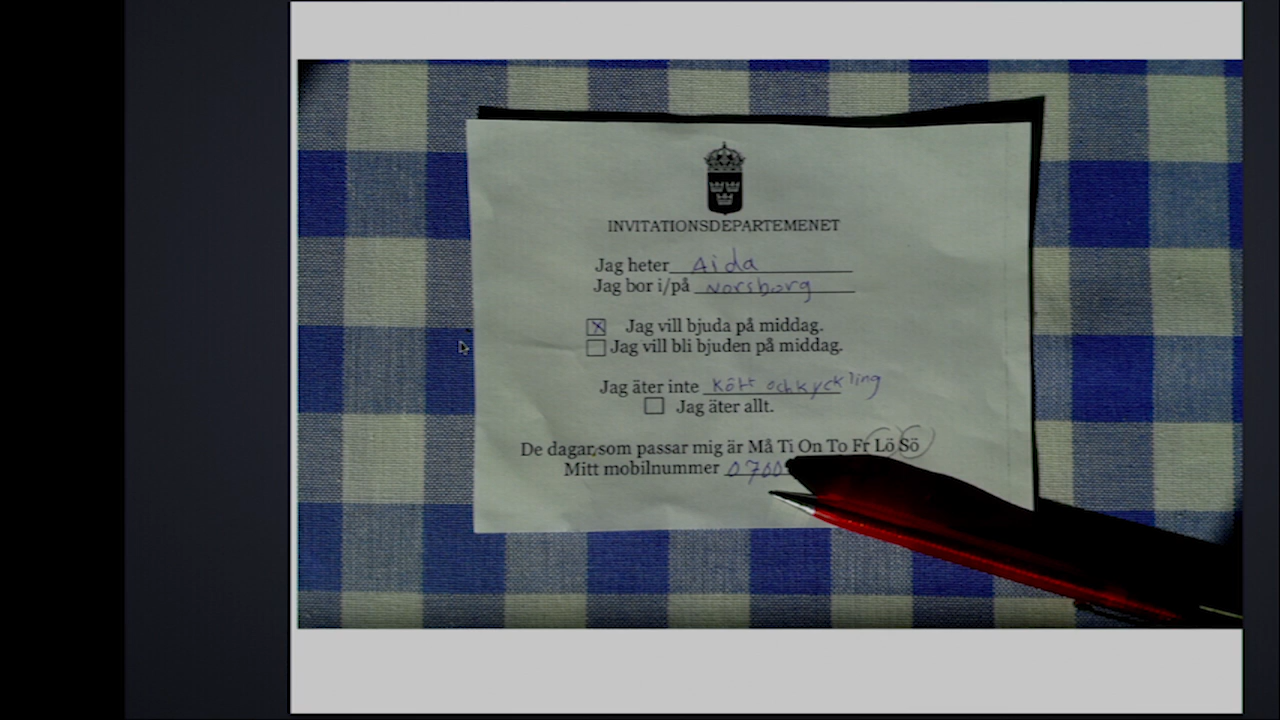 INVITATIONSDEPARTEMENET
Jag heter Aida
Jag bor i/på Norsborg
Jag vill bjuda på middag.
Jag vill bli bjuden på middag.
Jag äter inte kött och kyckling
Jag äter allt.
De dagar som passar mig är Må Ti On To Fr Lö Sö
Mitt mobilnummer 0700